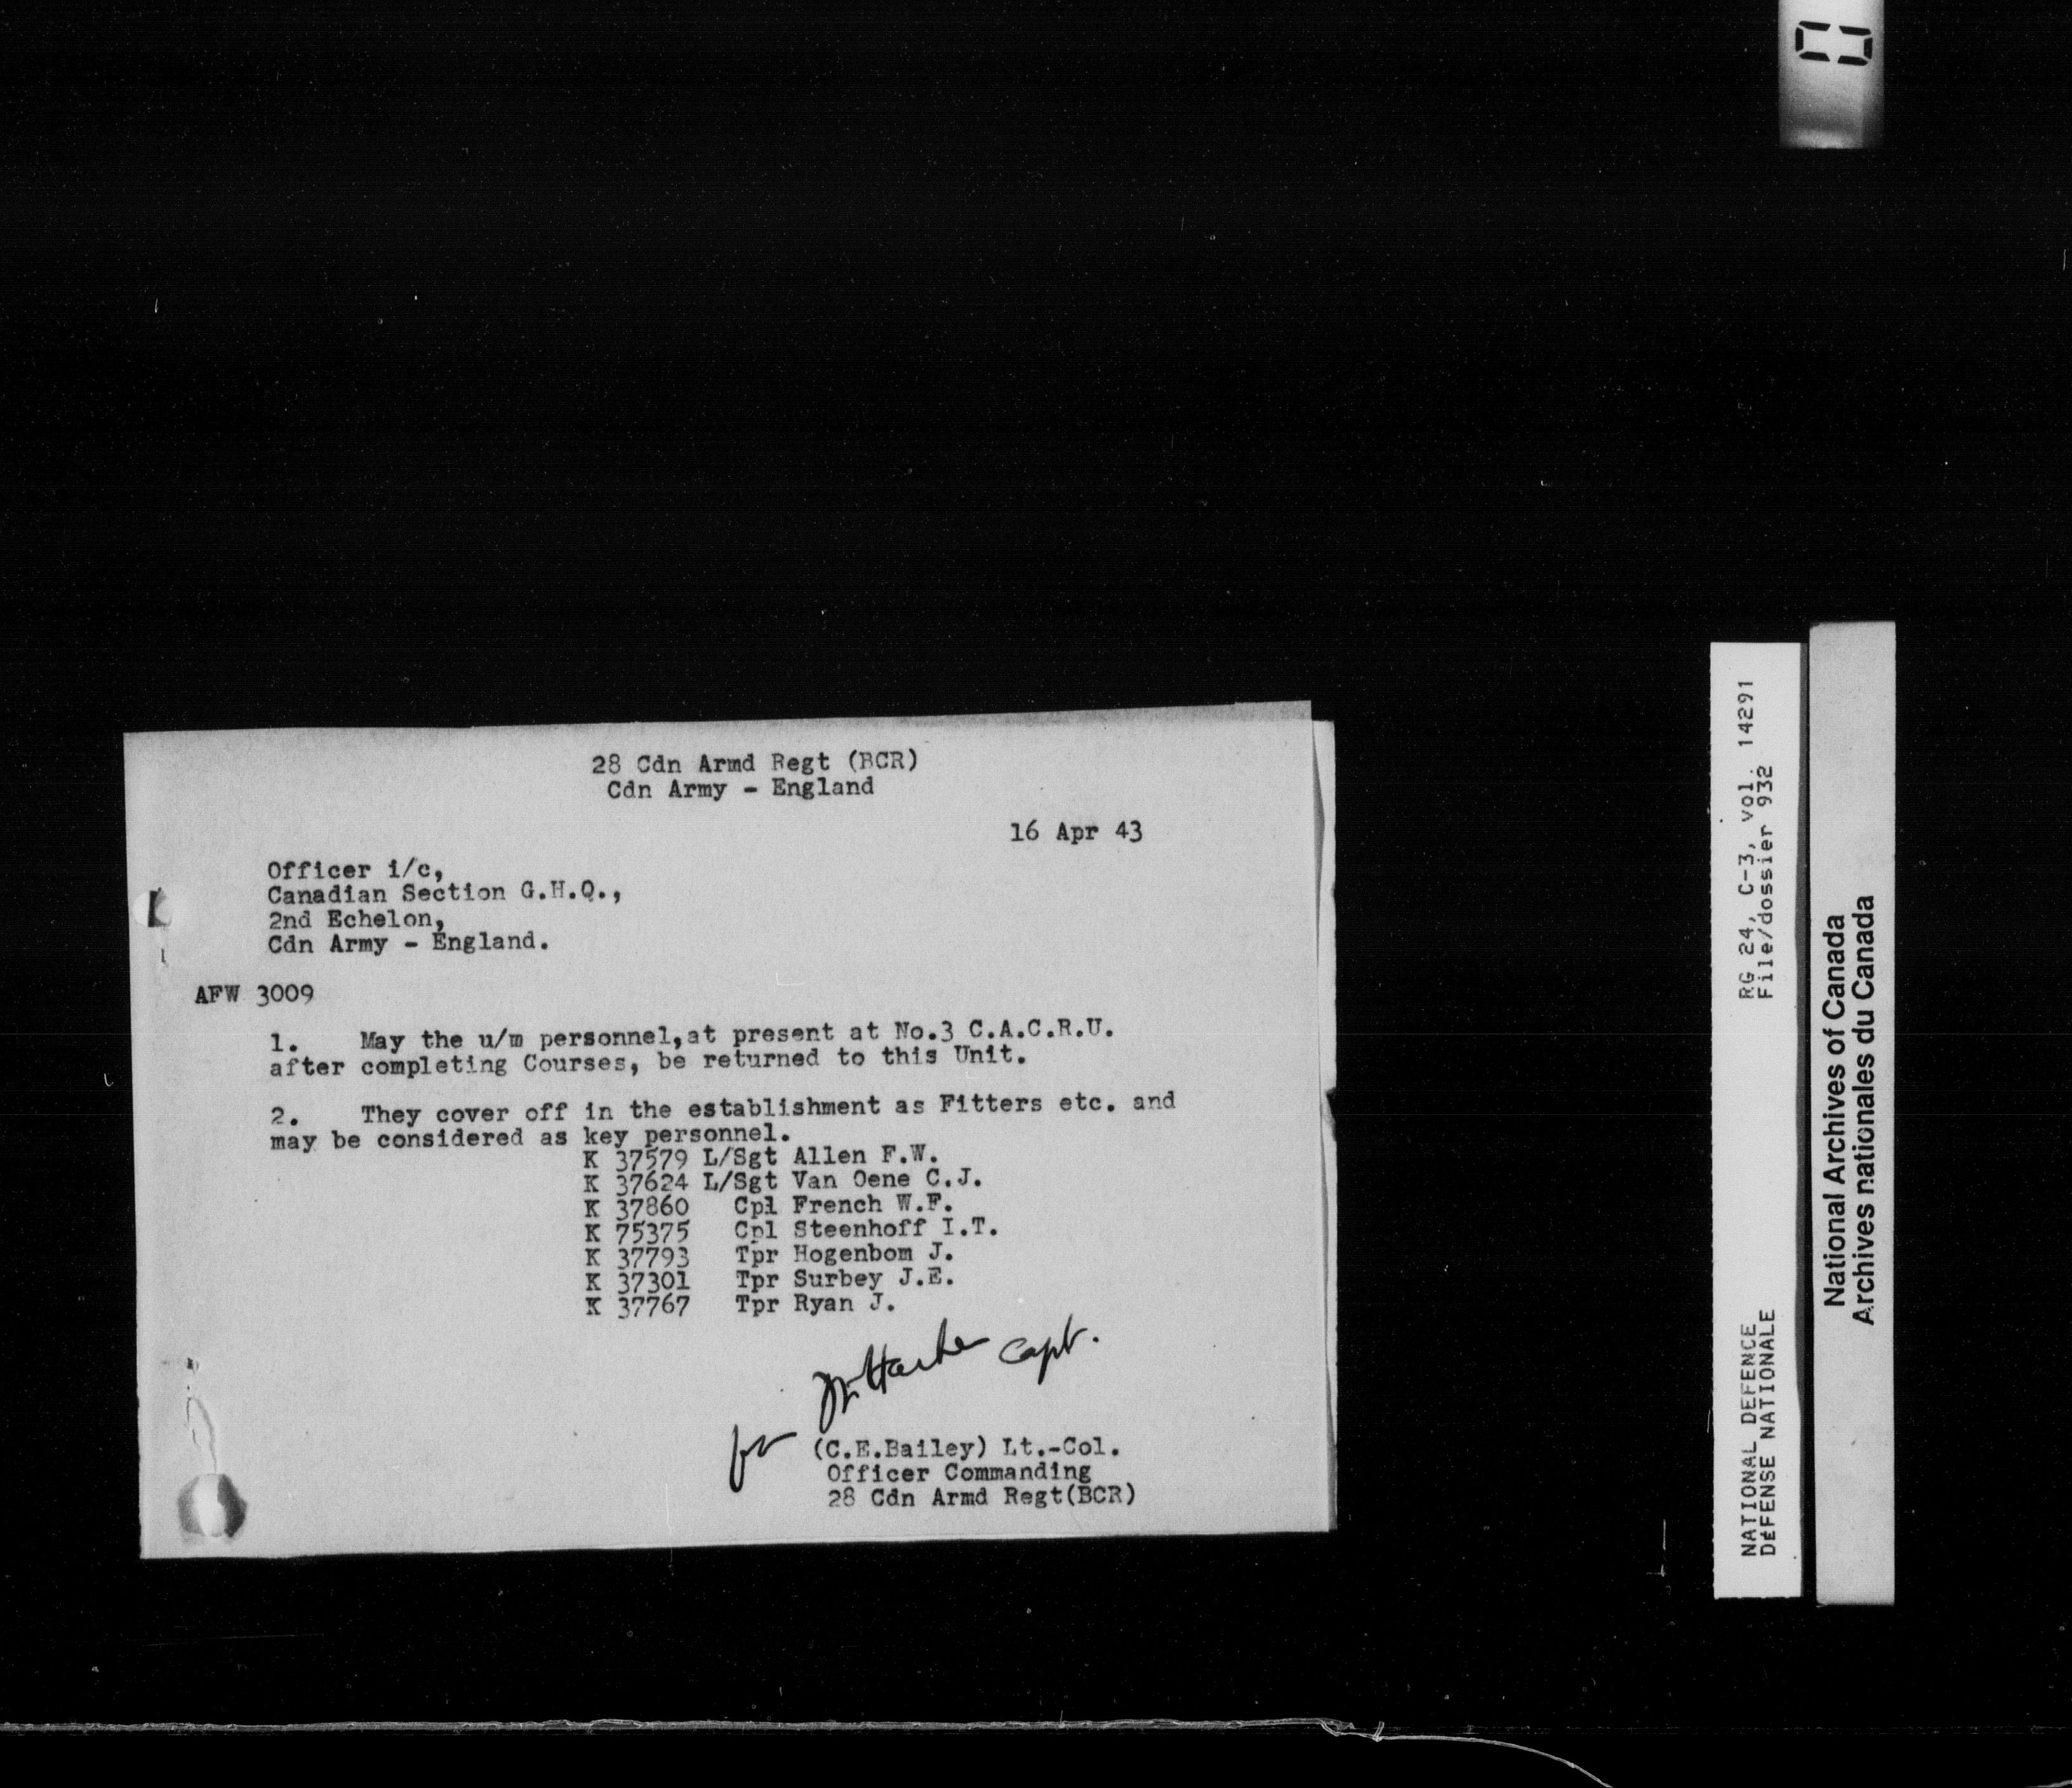 28 Cdn Armd Regt (BCR)
Cdn Army - England
16 Apr 43
Officer i/c,
Canadian Section G.H.Q.,
2nd Echelon,
Cdn Army - England.
AFW 3009
1. May the u/m personnel,at present at No.3 C.A.C.R.U.
after completing Courses, be returned to this Unit.
2. They cover off in the establishment as Fitters etc. and
may be considered as key personnel.
K 37579 L/Sgt Allen F.W.
K 37624 L/Sgt Van Oene C.J.
K 37860 Cpl French W.F.
K 75375 Cpl Steenhoff I.T.
K 37793 Tpr Hogenbom J.
K 37301 Tpr Surbey J.E.
K 37767 Tpr Ryan J.
Capt.
for (C.E.Bailey) Lt.-Col.
Officer Commanding
28 Cdn Armd Regt(BCR)
NATIONAL DEFENCE RG 24, C-3, vol. 14291
DÉFENSE NATIONALE File/dossier 932
National Archives of Canada
Archives nationales du Canada